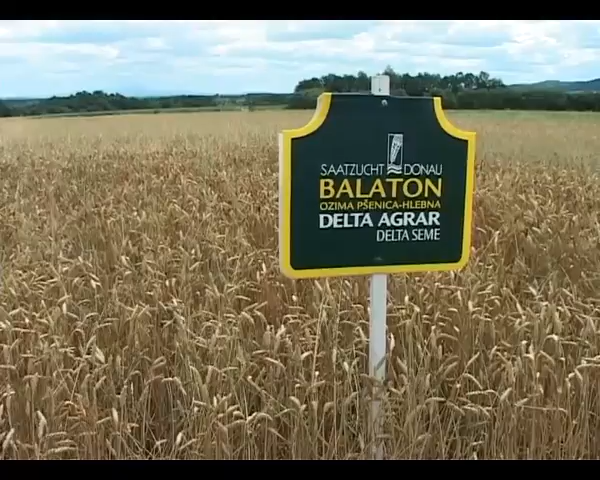 SAATZUCHT DONAU
BALATON
OZIMA PŠENICA-HLEBNA
DELTA AGRAR
DELTA SEME